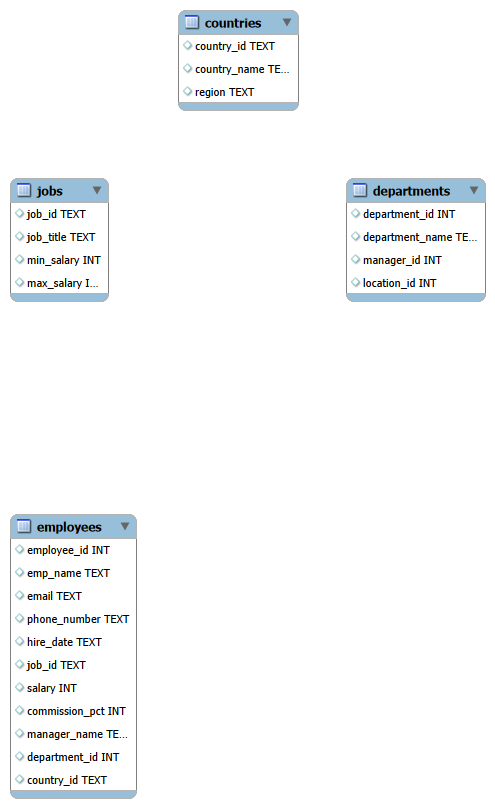 countries
country_id TEXT
country_name TE...
region TEXT
jobs
job_id TEXT
job_title TEXT
min_salary INT
max_salary I...
departments
department_id INT
department_name TE...
manager_id INT
location_id INT
employees
employee_id INT
emp_name TEXT
email TEXT
phone_number TEXT
hire_date TEXT
job_id TEXT
salary INT
commission_pct INT
manager_name TE...
department_id INT
country_id TEXT